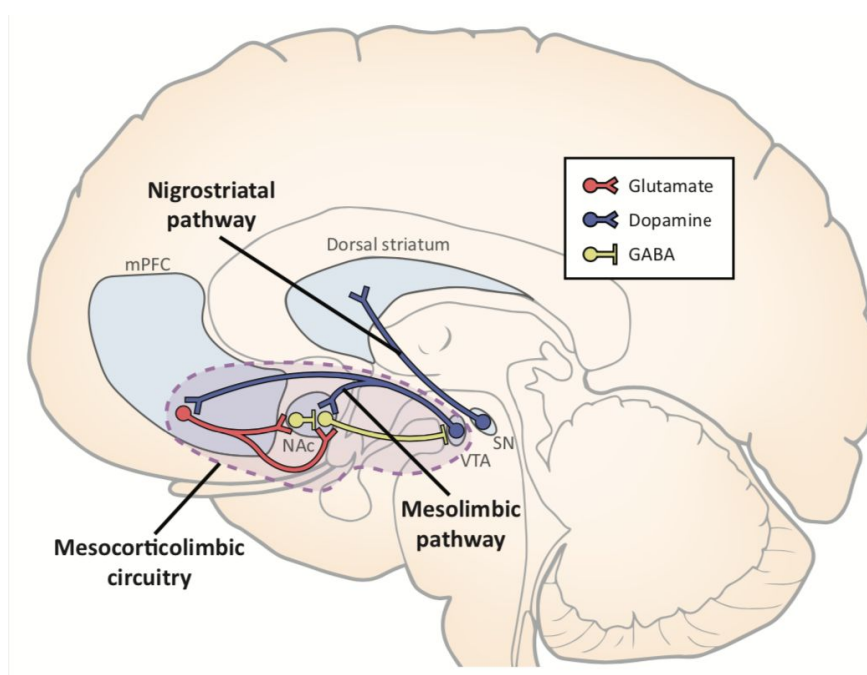 Nigrostriatal
pathway
Dorsal striatum
mPFC
Glutamate
Dopamine
GABA
NAc
SN
VTA
Mesolimbic
pathway
Mesocorticolimbic
circuitry